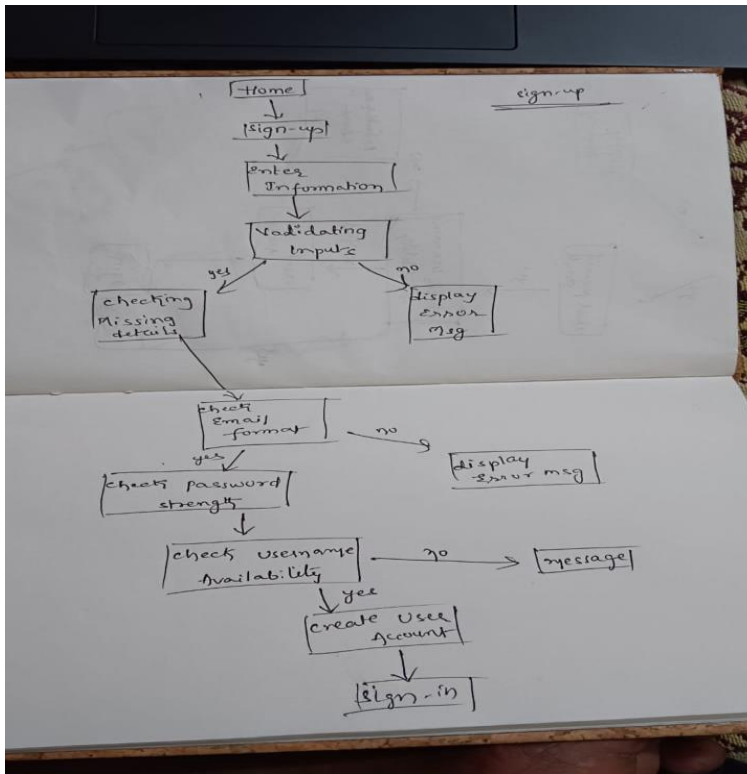 Home
sign-up
sign-up
Enter
Information
Validating
Inputs
yes
no
checking
Missing
details
display
Error
Msg
check
Email
format
no
yes
display
Error msg
check password
strength
check username
Availability
no
message
yes
create User
Account
sign-in